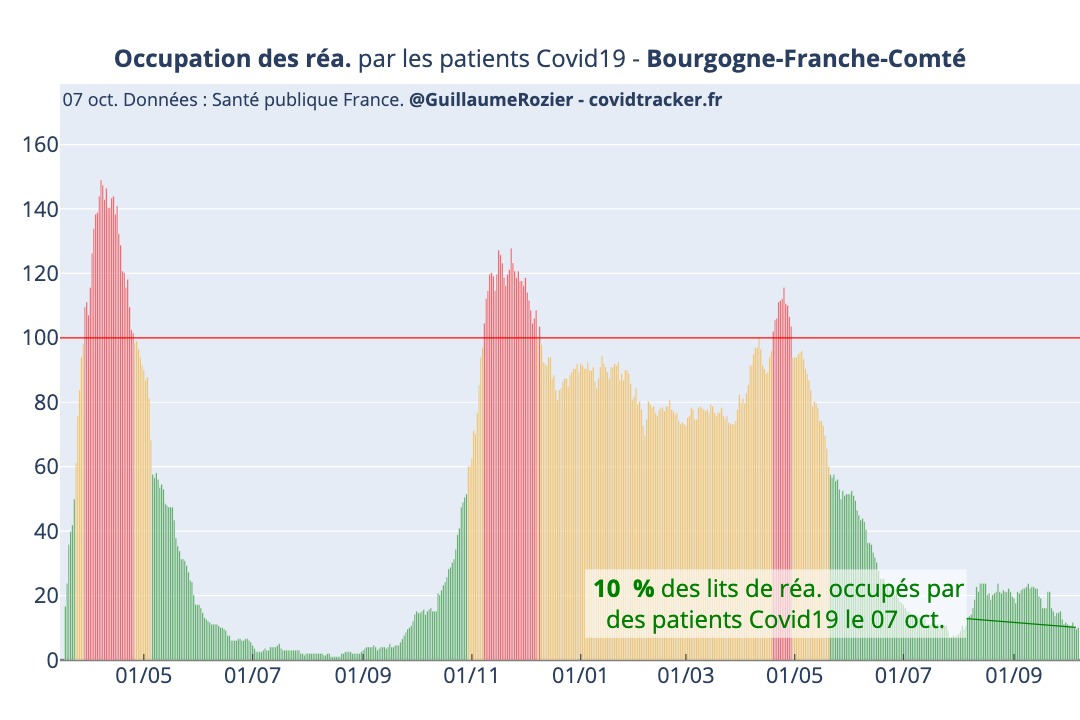 Occupation des réa. par les patients Covid19 - Bourgogne-Franche-Comté
07 oct. Données : Santé publique France. @GuillaumeRozier - covidtracker.fr
160
140
120
100
80
60
40
20
0
10 % des lits de réa. occupés par
des patients Covid19 le 07 oct.
01/05 01/07 01/09 01/11 01/01 01/03 01/05 01/07 01/09